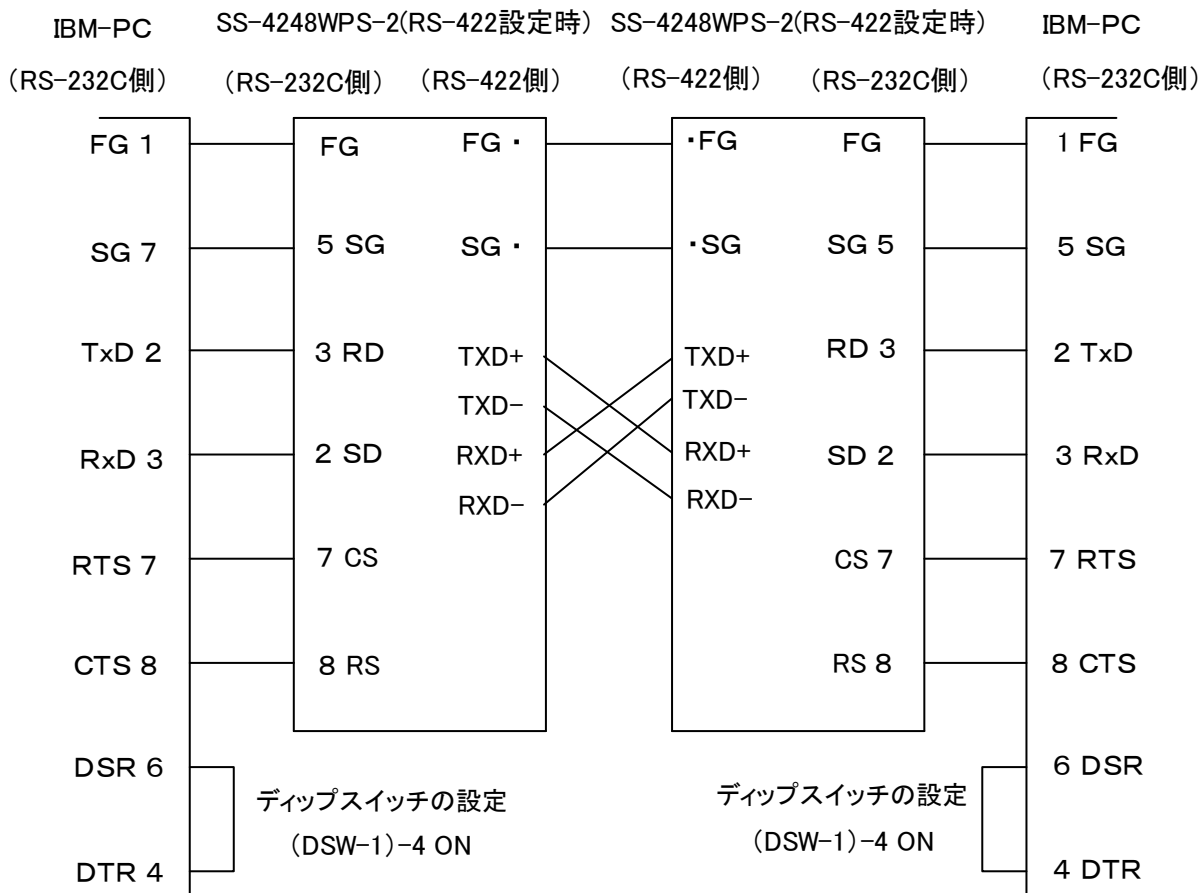 IBM-PC SS-4248WPS-2(RS-422設定時) SS-4248WPS-2(RS-422設定時) IBM-PC
(RS-232C側) (RS-232C側) (RS-422側) (RS-422側) (RS-232C側) (RS-232C側)
FG 1 FG FG・ ・FG FG 1 FG
SG 7 5 SG SG・ ・SG SG 5 5 SG
TxD 2 3 RD TXD+ TXD+ RD 3 2 TxD
TXD- TXD-
RxD 3 2 SD RXD+ RXD+ SD 2 3 RxD
RXD- RXD-
RTS 7 7 CS CS 7 7 RTS
CTS 8 8 RS RS 8 8 CTS
DSR 6 6 DSR
ディップスイッチの設定 ディップスイッチの設定
(DSW-1)-4 ON (DSW-1)-4 ON
DTR 4 4 DTR